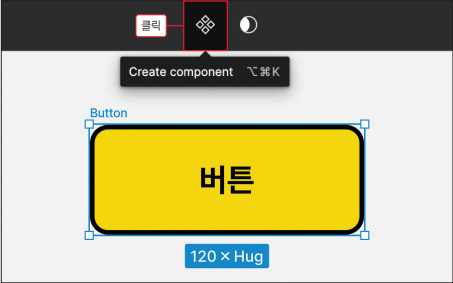 클릭
Create component ⌥⌘K
Button
버튼
120 × Hug